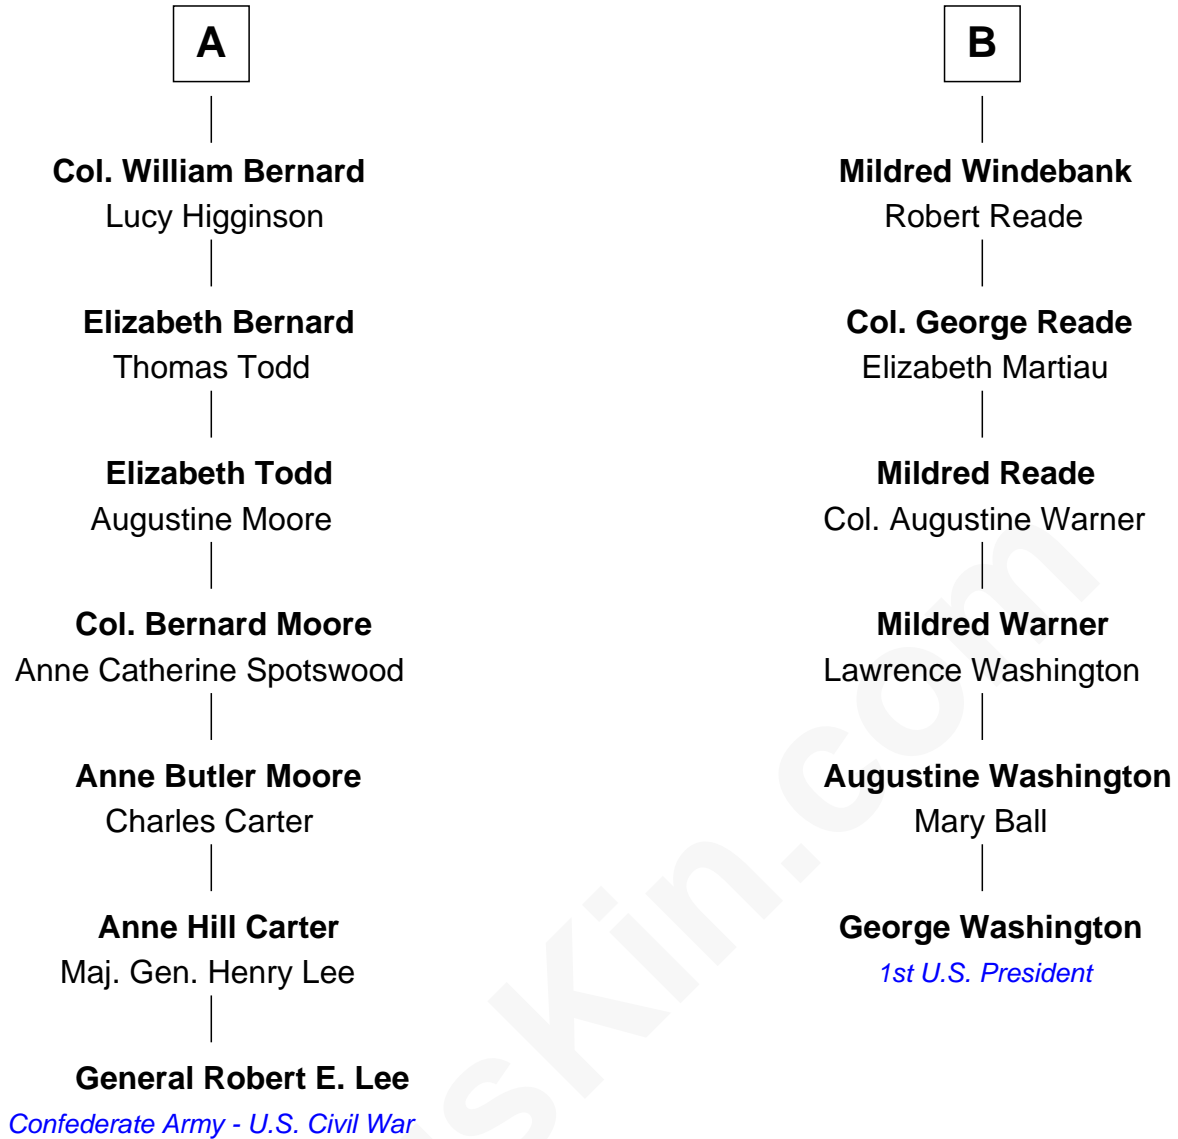 A
Col. William Bernard
Lucy Higginson
Elizabeth Bernard
Thomas Todd
Elizabeth Todd
Augustine Moore
Col. Bernard Moore
Anne Catherine Spotswood
Anne Butler Moore
Charles Carter
Anne Hill Carter
Maj. Gen. Henry Lee
General Robert E. Lee
Confederate Army - U.S. Civil War
B
Mildred Windebank
Robert Reade
Col. George Reade
Elizabeth Martiau
Mildred Reade
Col. Augustine Warner
Mildred Warner
Lawrence Washington
Augustine Washington
Mary Ball
George Washington
1st U.S. President
usKin.com